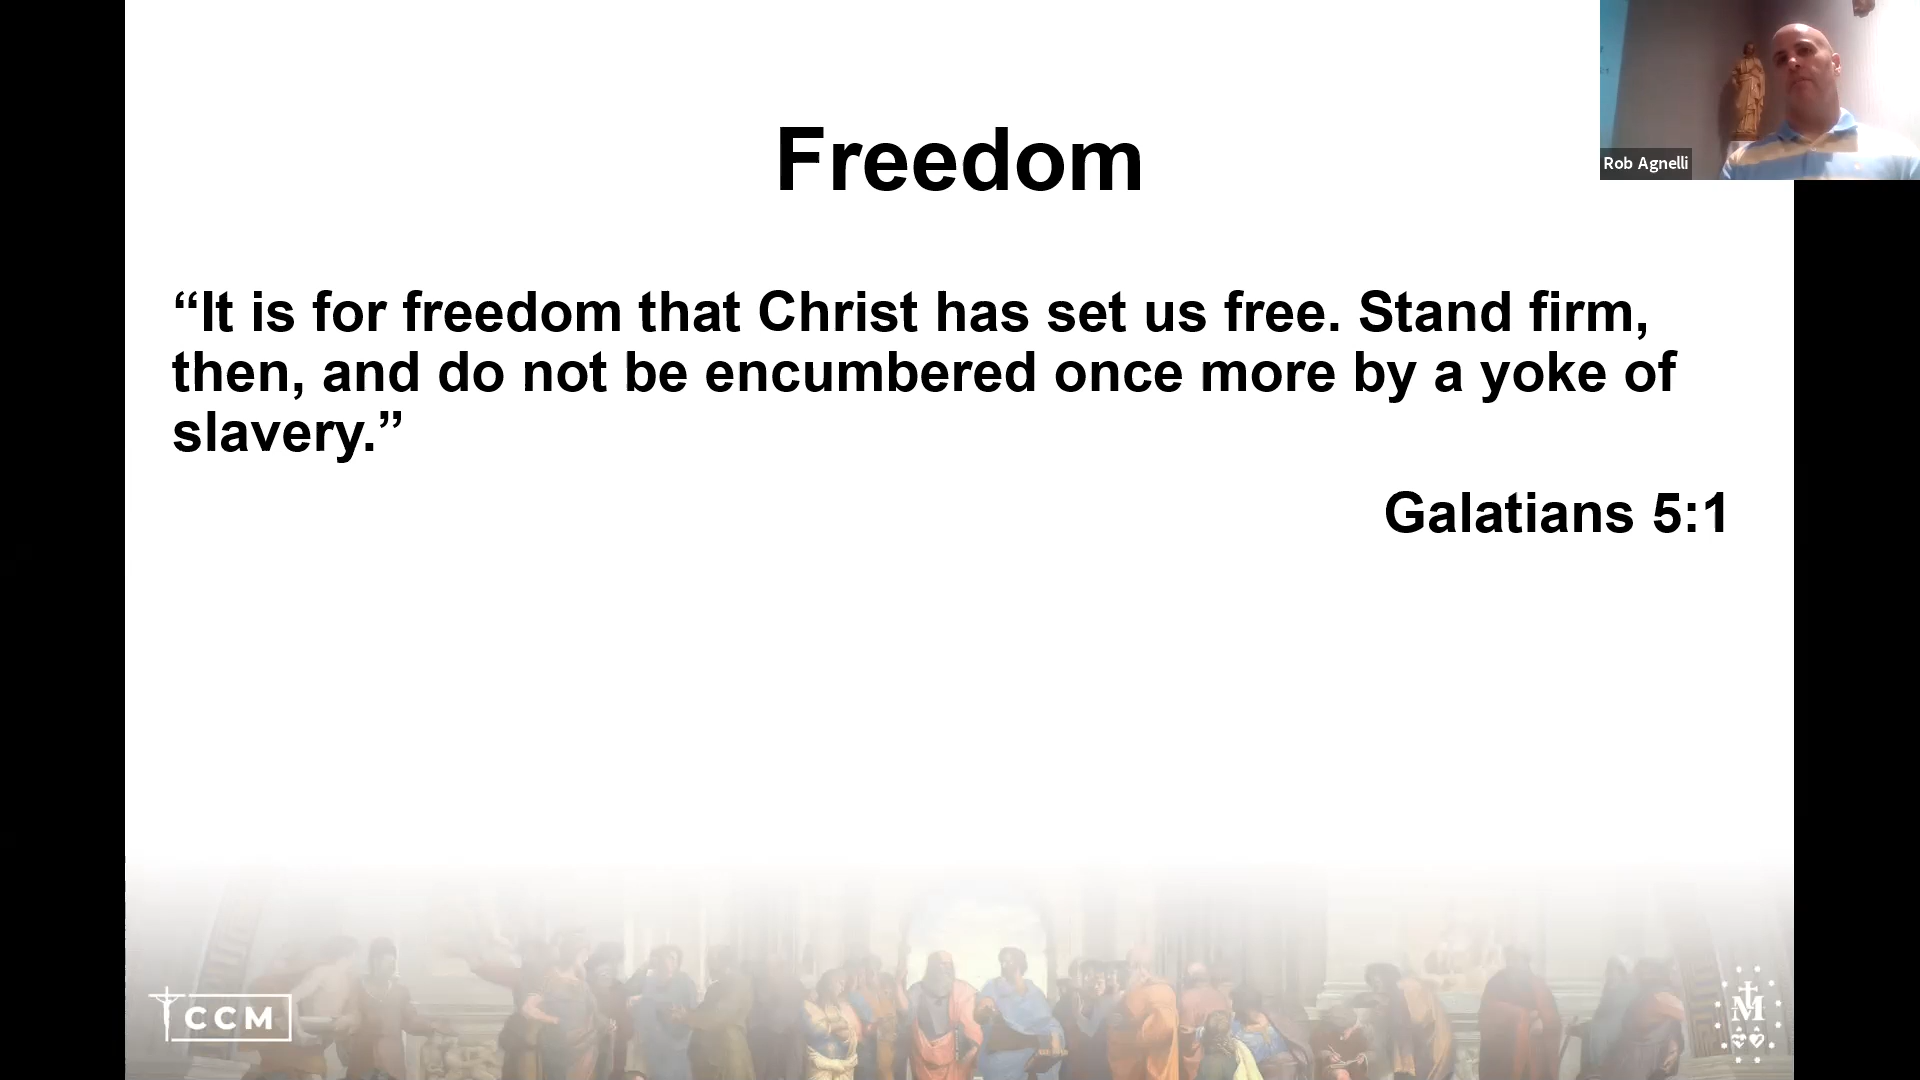 Freedom
“It is for freedom that Christ has set us free. Stand firm,
then, and do not be encumbered once more by a yoke of
slavery.”
Galatians 5:1
Rob Agnelli
CCM
M